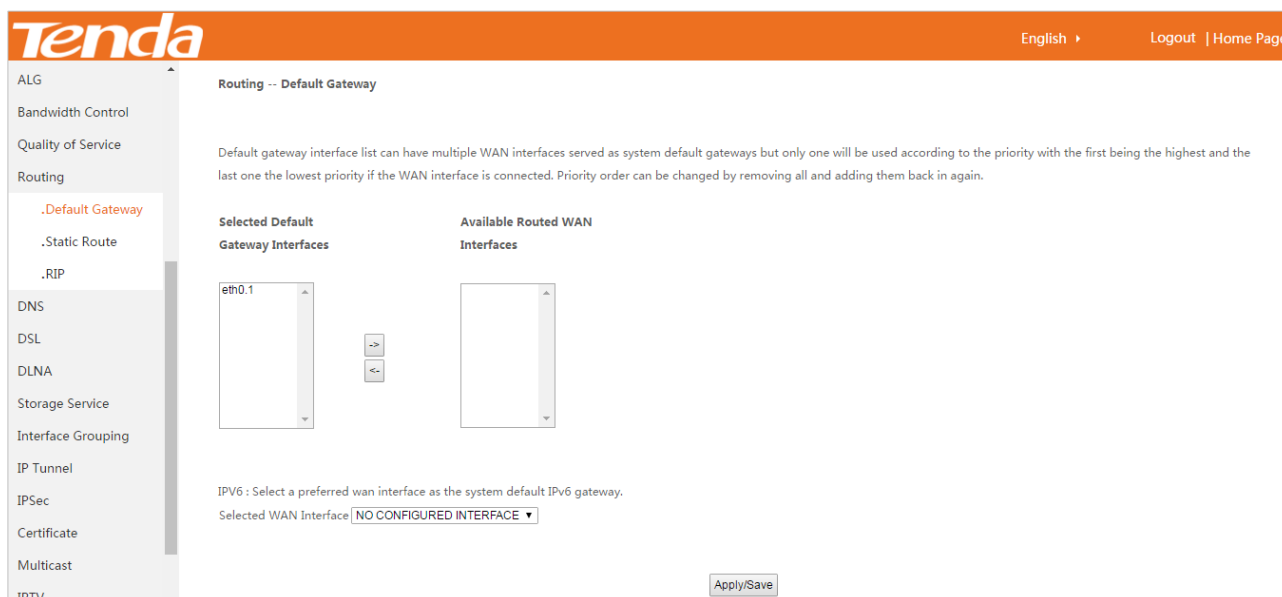 Tenda
English
Logout | Home Page
ALG
Bandwidth Control
Quality of Service
Routing
.Default Gateway
.Static Route
.RIP
DNS
DSL
DLNA
Storage Service
Interface Grouping
IP Tunnel
IPSec
Certificate
Multicast
IPTV
Routing -- Default Gateway
Default gateway interface list can have multiple WAN interfaces served as system default gateways but only one will be used according to the priority with the first being the highest and the
last one the lowest priority if the WAN interface is connected. Priority order can be changed by removing all and adding them back in again.
Selected Default
Gateway Interfaces
Available Routed WAN
Interfaces
eth0.1
->
<-
IPV6 : Select a preferred wan interface as the system default IPv6 gateway.
Selected WAN Interface NO CONFIGURED INTERFACE
Apply/Save